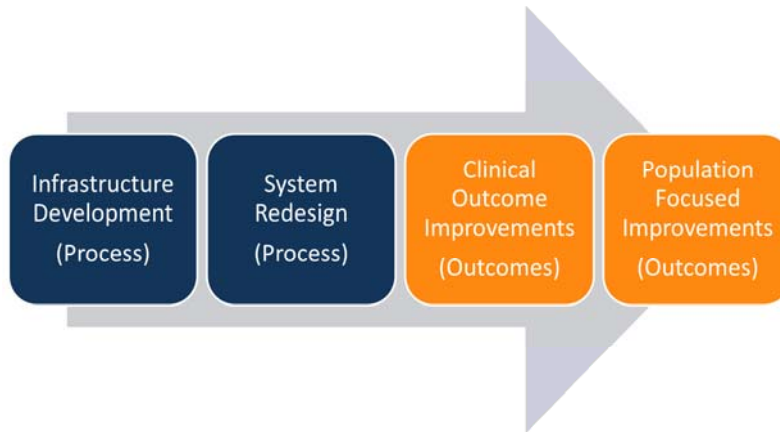 Infrastructure
Development
(Process)
System
Redesign
(Process)
Clinical
Outcome
Improvements
(Outcomes)
Population
Focused
Improvements
(Outcomes)